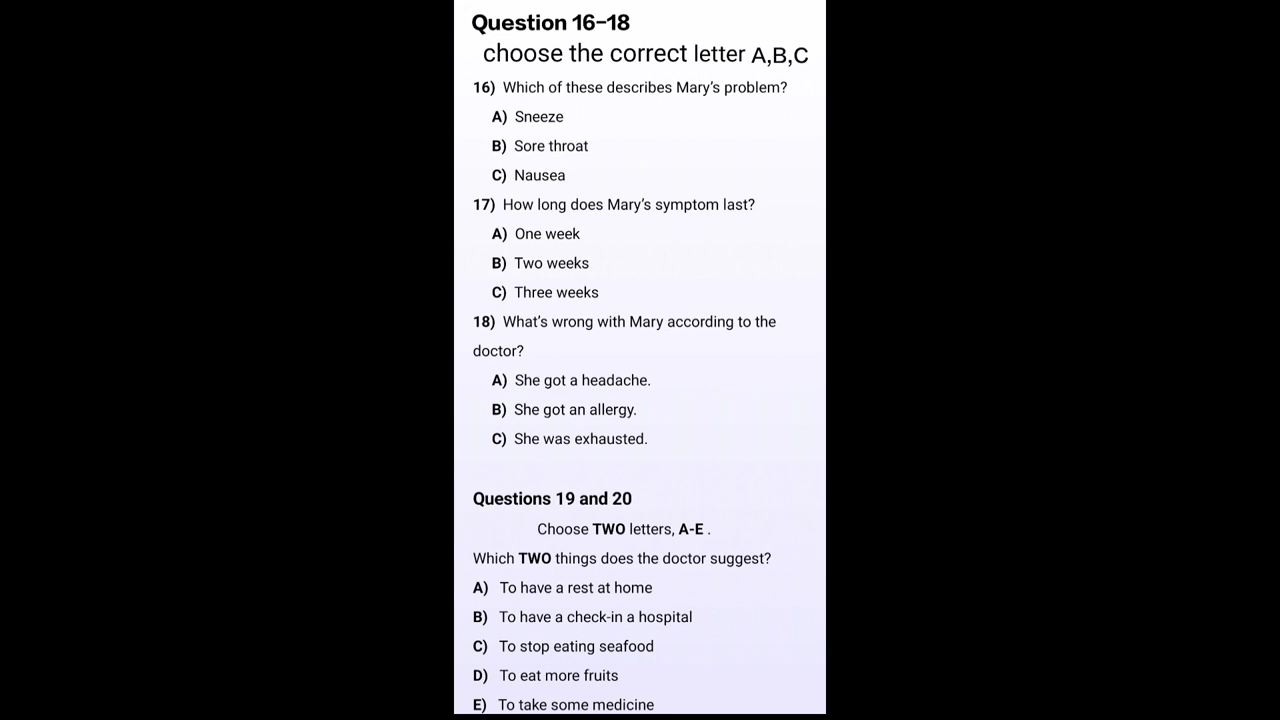 Question 16-18
choose the correct letter A,B,C
16) Which of these describes Mary's problem?
A) Sneeze
B) Sore throat
C) Nausea
17) How long does Mary's symptom last?
A) One week
B) Two weeks
C) Three weeks
18) What's wrong with Mary according to the
doctor?
A) She got a headache.
B) She got an allergy.
C) She was exhausted.
Questions 19 and 20
Choose TWO letters, A-E .
Which TWO things does the doctor suggest?
A) To have a rest at home
B) To have a check-in a hospital
C) To stop eating seafood
D) To eat more fruits
E) To take some medicine